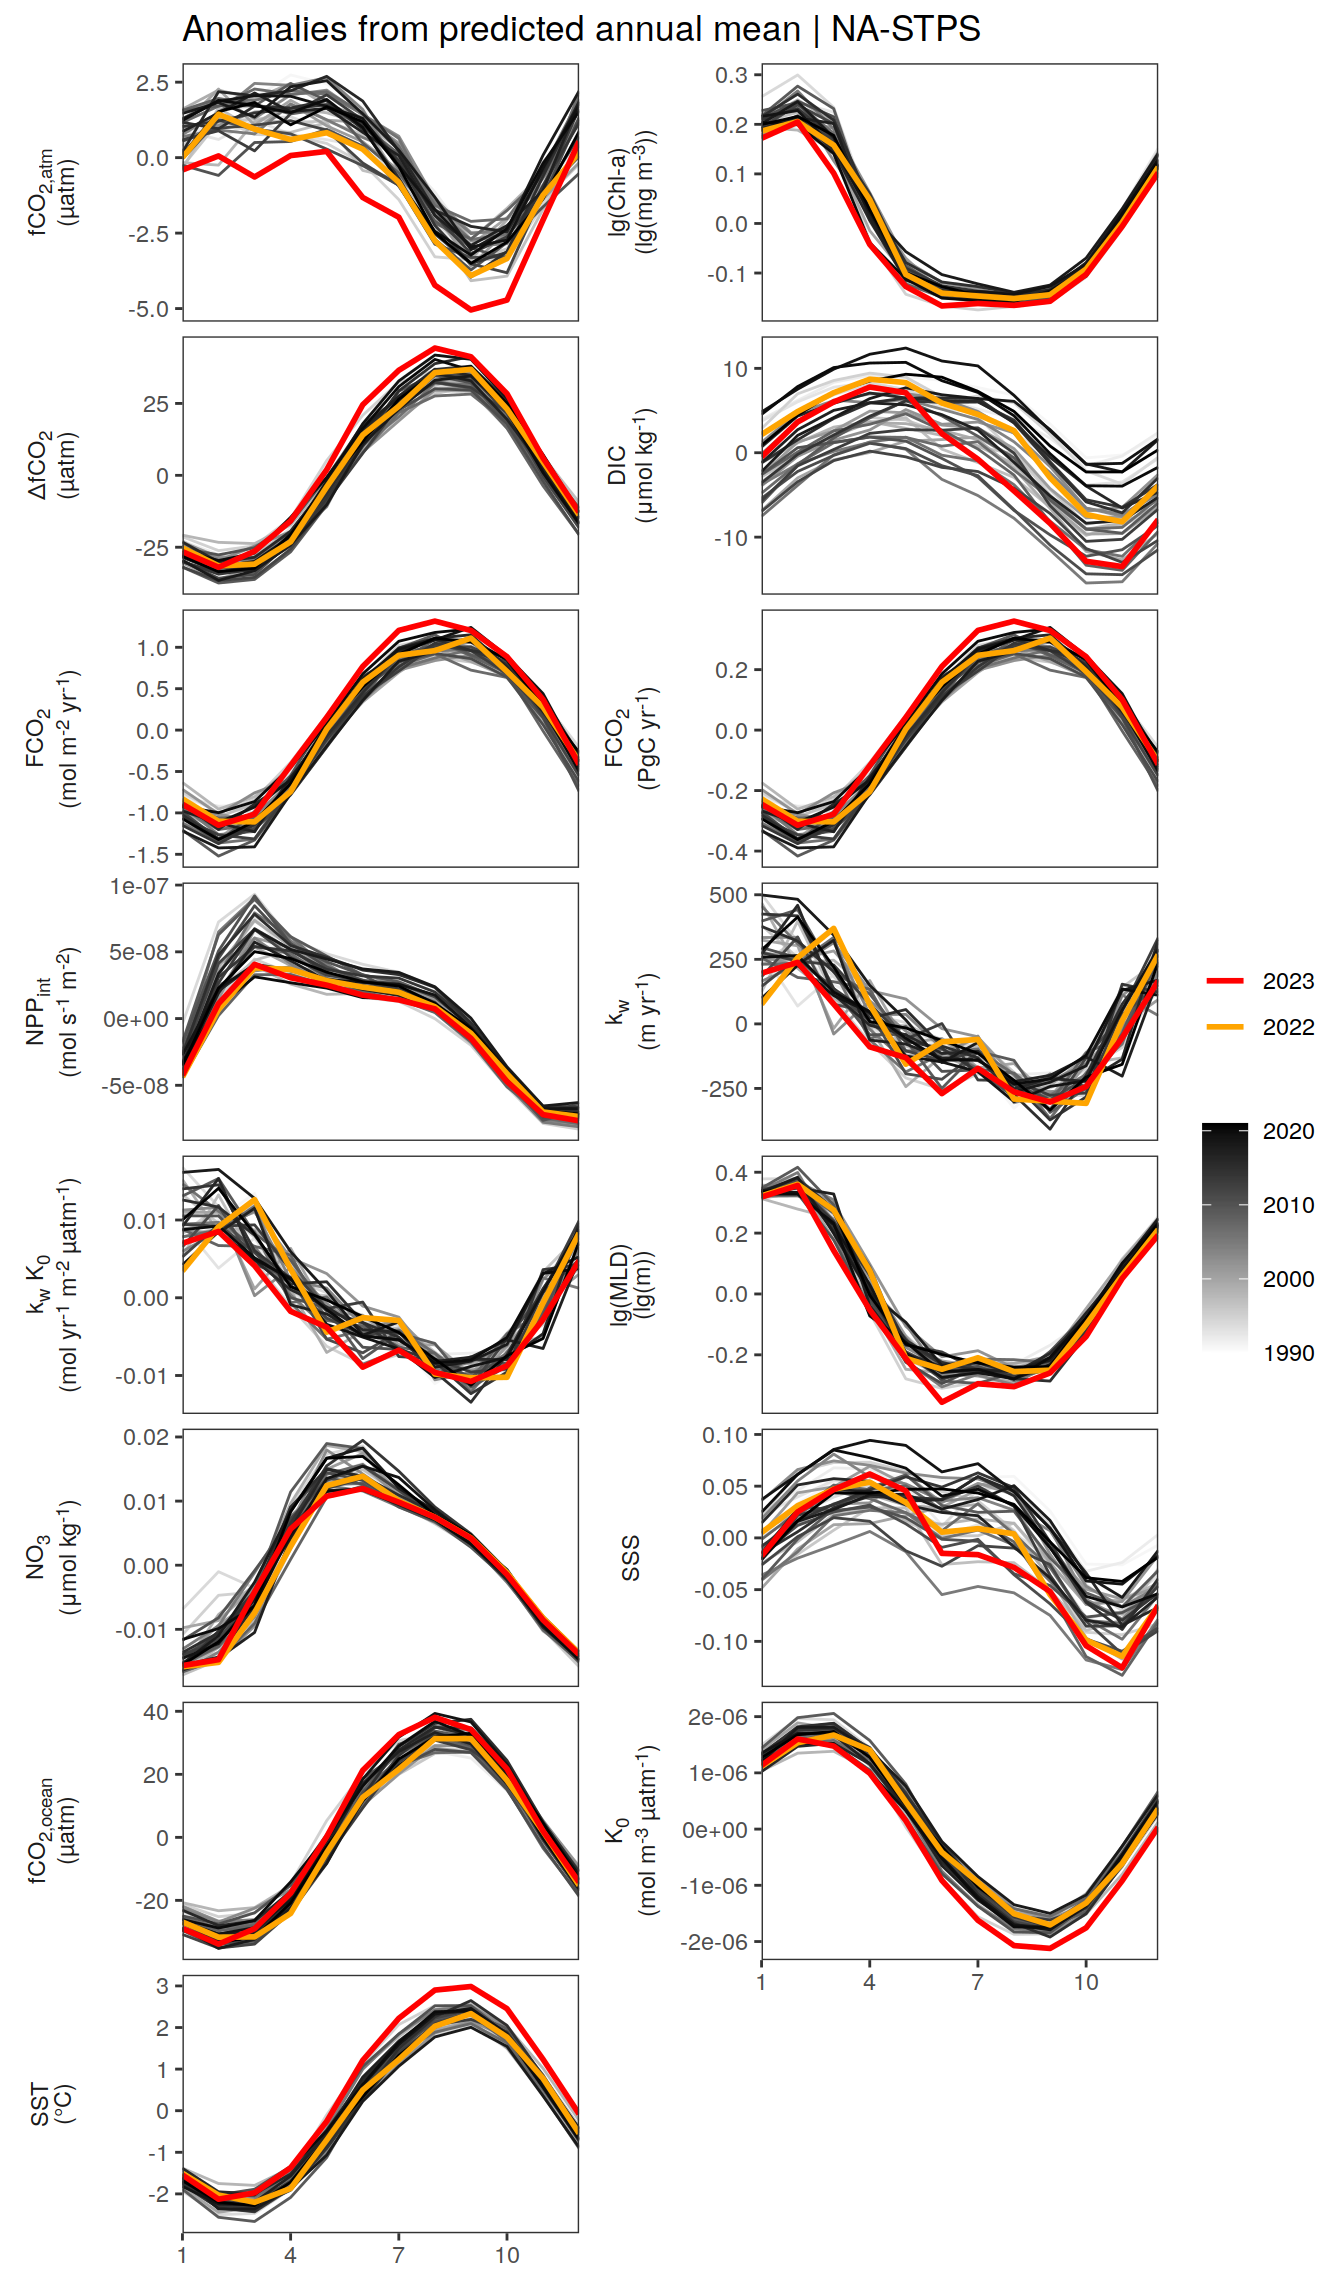 Anomalies from predicted annual mean | NA-STPS
fCO2,atm
(µatm)
2.5
0.0
-2.5
-5.0
lg(Chl-a)
(lg(mg m-3))
0.3
0.2
0.1
0.0
-0.1
ΔfCO2
(µatm)
25
0
-25
DIC
(µmol kg-1)
10
0
-10
FCO2
(mol m-2 yr-1)
1.0
0.5
0.0
-0.5
-1.0
-1.5
FCO2
(PgC yr-1)
0.2
0.0
-0.2
-0.4
NPPint
(mol s-1 m-2)
1e-07
5e-08
0e+00
-5e-08
kw
(m yr-1)
500
250
0
-250
kw K0
(mol yr-1 m-2 µatm-1)
0.01
0.00
-0.01
lg(MLD)
(lg(m))
0.4
0.2
0.0
-0.2
NO3
(µmol kg-1)
0.02
0.01
0.00
-0.01
SSS
0.10
0.05
0.00
-0.05
-0.10
fCO2,ocean
(µatm)
40
20
0
-20
K0
(mol m-3 µatm-1)
2e-06
1e-06
0e+00
-1e-06
-2e-06
1 4 7 10
SST
(°C)
3
2
1
0
-1
-2
1 4 7 10
2023
2022
2020
2010
2000
1990